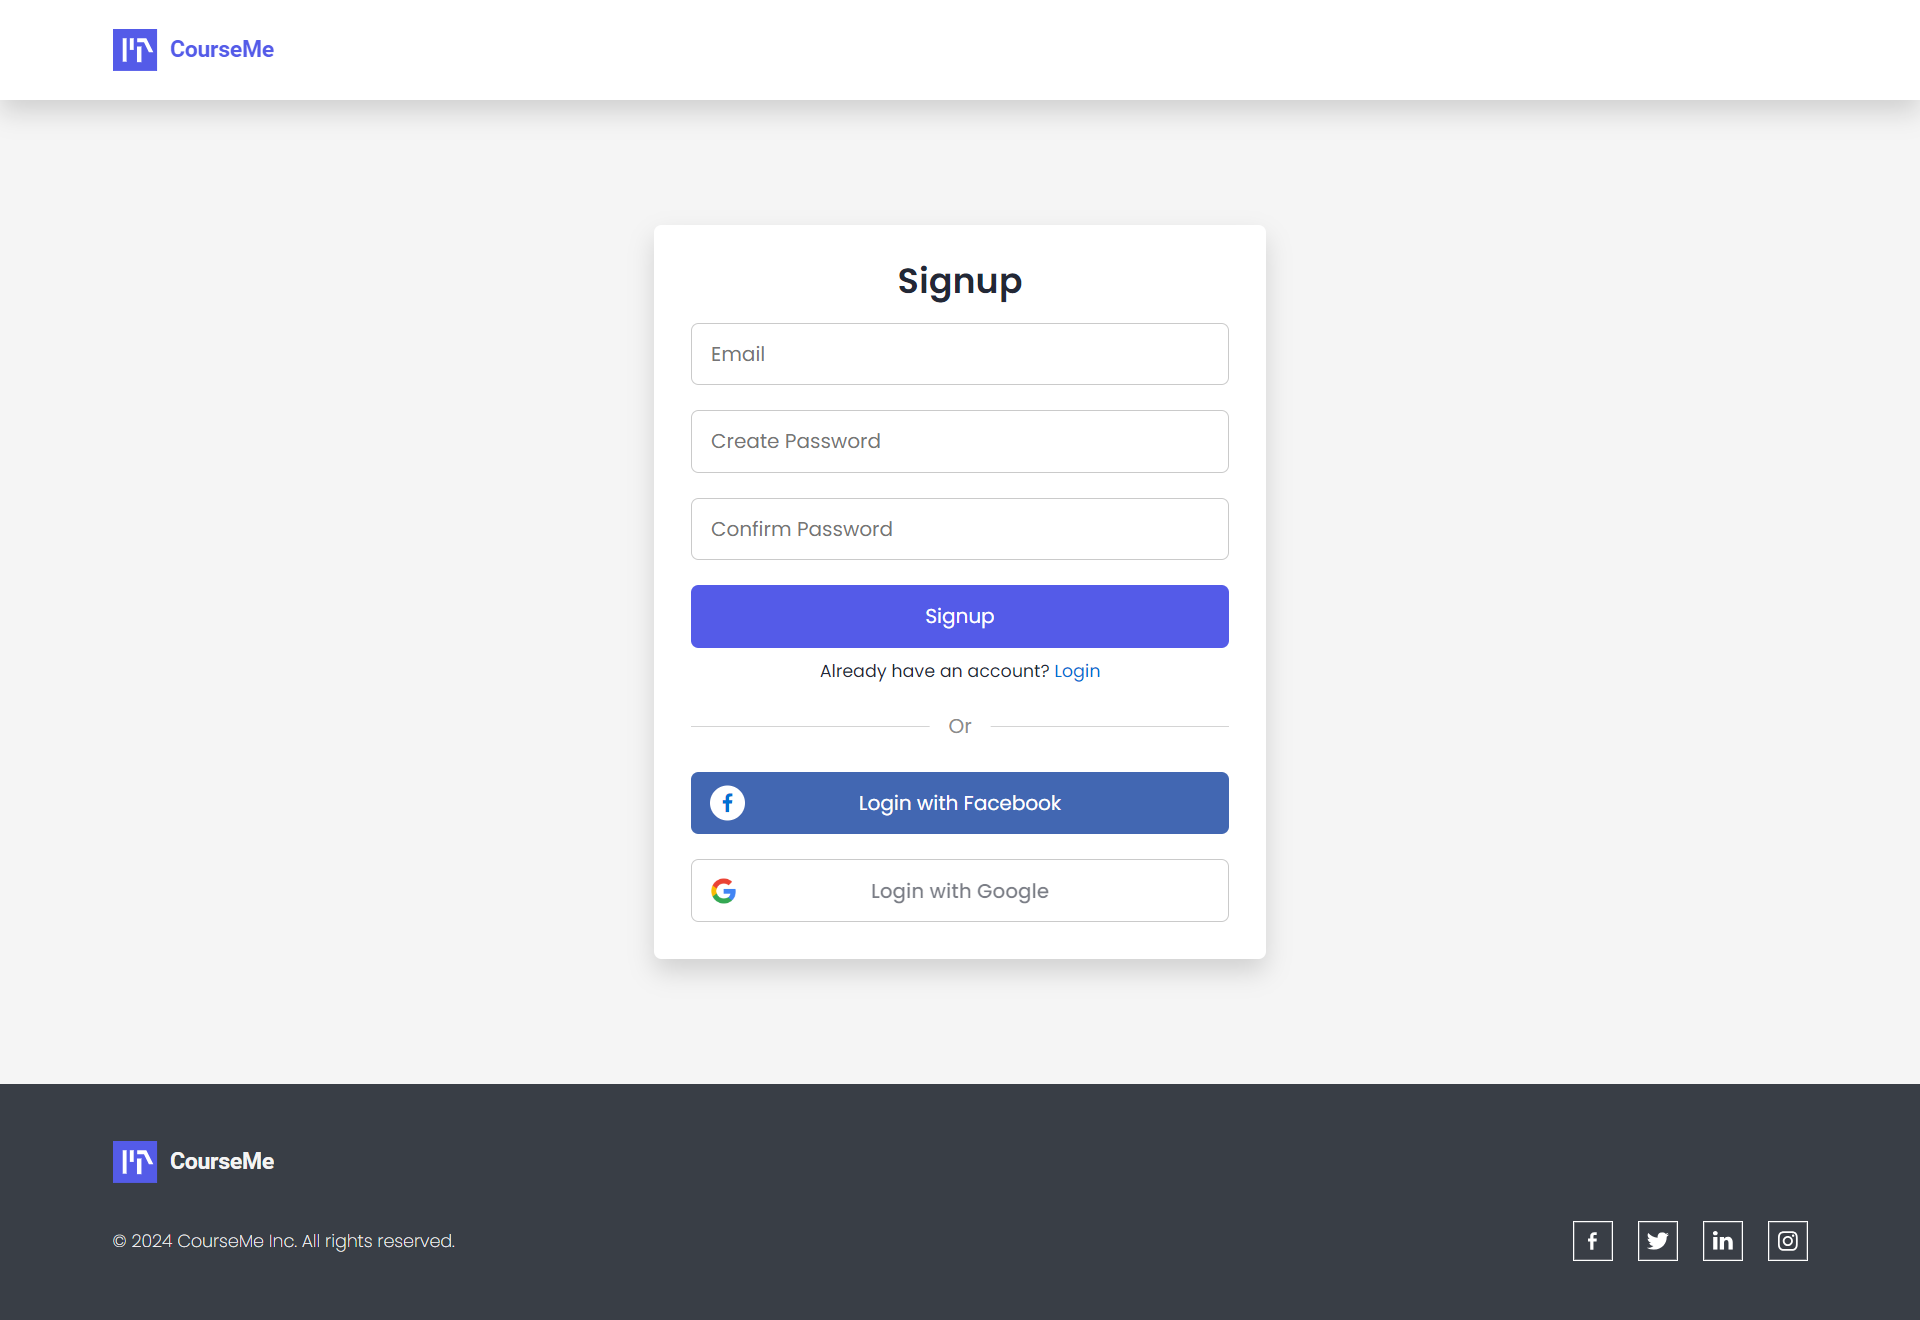 CourseMe
Signup
Email
Create Password
Confirm Password
Signup
Already have an account? Login
Or
Login with Facebook
Login with Google
CourseMe
© 2024 CourseMe Inc. All rights reserved.